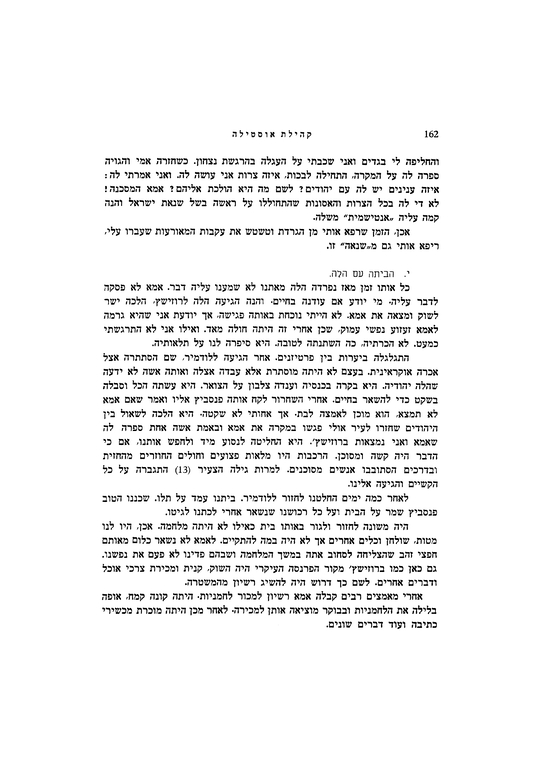 קהילת אוסטילה 162
והחליפה לי בגדים ואני שכבתי על העגלה בהרגשת נצחון. כשחזרה אמי והגויה
ספרה לה על המקרה, התחילה לבכות, איזה צרות אני עושה לה. ואני אמרתי לה:
איזה ענינים יש לה עם יהודים? לשם מה היא הולכת אליהם? אמא המסכנה!
לא די לה בכל הצרות והאסונות שהתחוללו על ראשה בשל שנאת ישראל והנה
קמה עליה „אנטישמית" משלה.
אכן, הזמן שרפא אותי מן הגרדת וטשטש את עקבות המאורעות שעברו עלי,
ריפא אותי גם מ„שנאה" זו.
י. הביתה עם הלה.
כל אותו זמן מאז נפרדה הלה מאתנו לא שמענו עליה דבר. אמא לא פסקה
לדבר עליה, מי יודע אם עודנה בחיים. והנה הגיעה הלה לרוזישץ, הלכה ישר
לשוק ומצאה את אמא. לא הייתי נוכחת באותה פגישה, אך יודעת אני שהיא גרמה
לאמא זעזוע נפשי עמוק, שכן אחרי זה היתה חולה מאד. ואילו אני לא התרגשתי
כמעט. לא הכרתיה, כה השתנתה לטובה. היא סיפרה לנו על תלאותיה.
התגלגלה ביערות בין פרטיזנים. אחר הגיעה ללודמיר, שם הסתתרה אצל
אכרה אוקראינית. בעצם לא היתה מוסתרת אלא עבדה אצלה ואותה אשה לא ידעה
שהלה יהודיה. היא בקרה בכנסיה וענדה צלבון על הצואר. היא עשתה הכל וסבלה
בשקט כדי להשאר בחיים. אחרי השחרור לקח אותה פנסביץ אליו ואמר שאם אמא
לא תמצא, הוא מוכן לאמצה לבת. אך אחותי לא שקטה. היא הלכה לשאול בין
היהודים שחזרו לעיר אולי פגשו במקרה את אמא ובאמת אשה אחת ספרה לה
שאמא ואני נמצאות ברוזישץ'. היא החליטה לנסוע מיד ולחפש אותנו, אם כי
הדבר היה קשה ומסוכן. הרכבות היו מלאות פצועים וחולים החוזרים מהחזית
ובדרכים הסתובבו אנשים מסוכנים. למרות גילה הצעיר (13) התגברה על כל
הקשיים והגיעה אלינו.
לאחר כמה ימים החלטנו לחזור ללודמיר. ביתנו עמד על תלו. שכננו הטוב
פנסביץ שמר על הבית ועל כל רכושנו שנשאר אחרי לכתנו לגיטו.
היה משונה לחזור ולגור באותו בית כאילו לא היתה מלחמה. אכן, היו לנו
מטות, שולחן וכלים אחרים אך לא היה במה להתקיים. לאמא לא נשאר כלום מאותם
חפצי זהב שהצליחה לסחוב אתה במשך המלחמה ושבהם פדינו לא פעם את נפשנו.
גם כאן כמו ברוזישץ' מקור הפרנסה העיקרי היה השוק, קנית ומכירת צרכי אוכל
ודברים אחרים. לשם כך דרוש היה להשיג רשיון מהמשטרה.
אחרי מאמצים רבים קבלה אמא רשיון למכור לחמניות. היתה קונה קמח, אופה
בלילה את הלחמניות ובבוקר מוציאה אותן למכירה. לאחר מכן היתה מוכרת מכשירי
כתיבה ועוד דברים שונים.